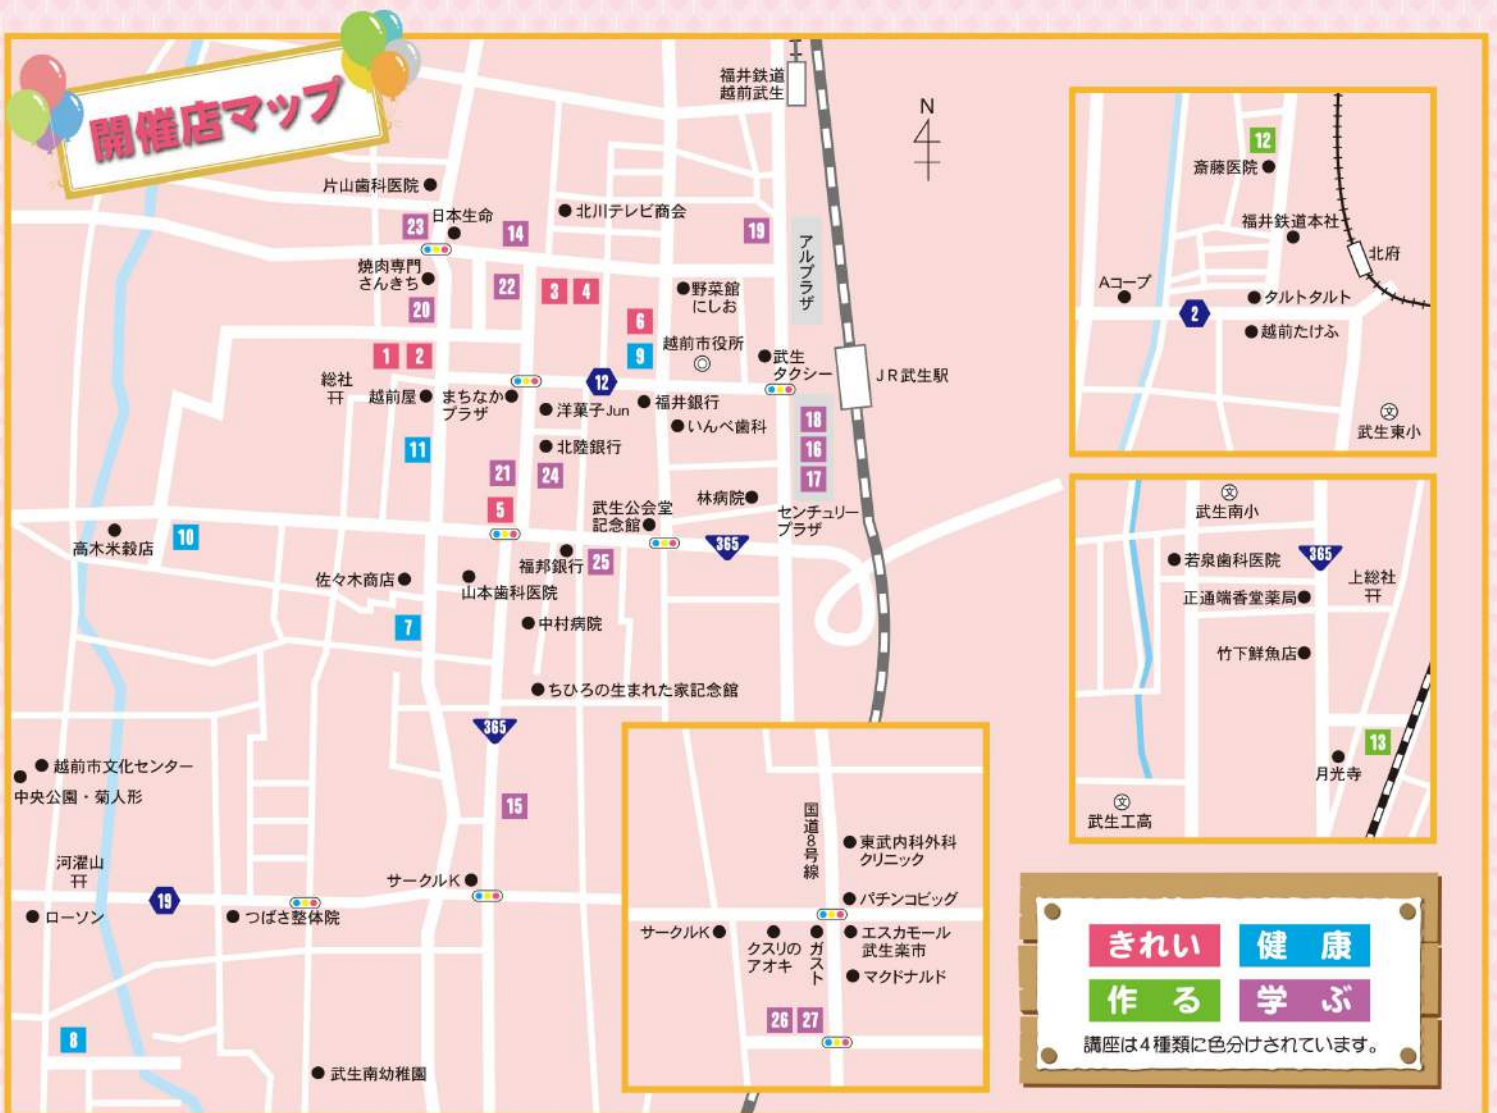 開催店マップ
福井鉄道
越前武生
N
片山歯科医院
23
日本生命
14
北川テレビ商会
19
アルプラザ
焼肉専門
さんきち
22
3
4
野菜館
にしお
20
6
越前市役所
1
2
9
武生
タクシー
JR武生駅
総社
12
越前屋
まちなか
プラザ
洋菓子Jun
福井銀行
いんべ歯科
18
16
17
11
北陸銀行
21
24
5
武生公会堂
記念館
林病院
センチュリー
プラザ
高木米穀店
10
365
福邦銀行
25
佐々木商店
山本歯科医院
7
中村病院
ちひろの生まれた家記念館
365
越前市文化センター
中央公園・菊人形
15
河濯山
サークルK
19
ローソン
つばさ整体院
8
武生南幼稚園
国道8号線
東武内科外科
クリニック
パチンコビッグ
サークルK
クスリの
アオキ
ガスト
エスカモール
武生楽市
マクドナルド
26
27
12
斎藤医院
福井鉄道本社
北府
Aコープ
2
タルトタルト
越前たけふ
文
武生東小
文
武生南小
若泉歯科医院
365
上総社
正通端香堂薬局
竹下鮮魚店
13
月光寺
文
武生工高
きれい
健 康
作 る
学 ぶ
講座は4種類に色分けされています。